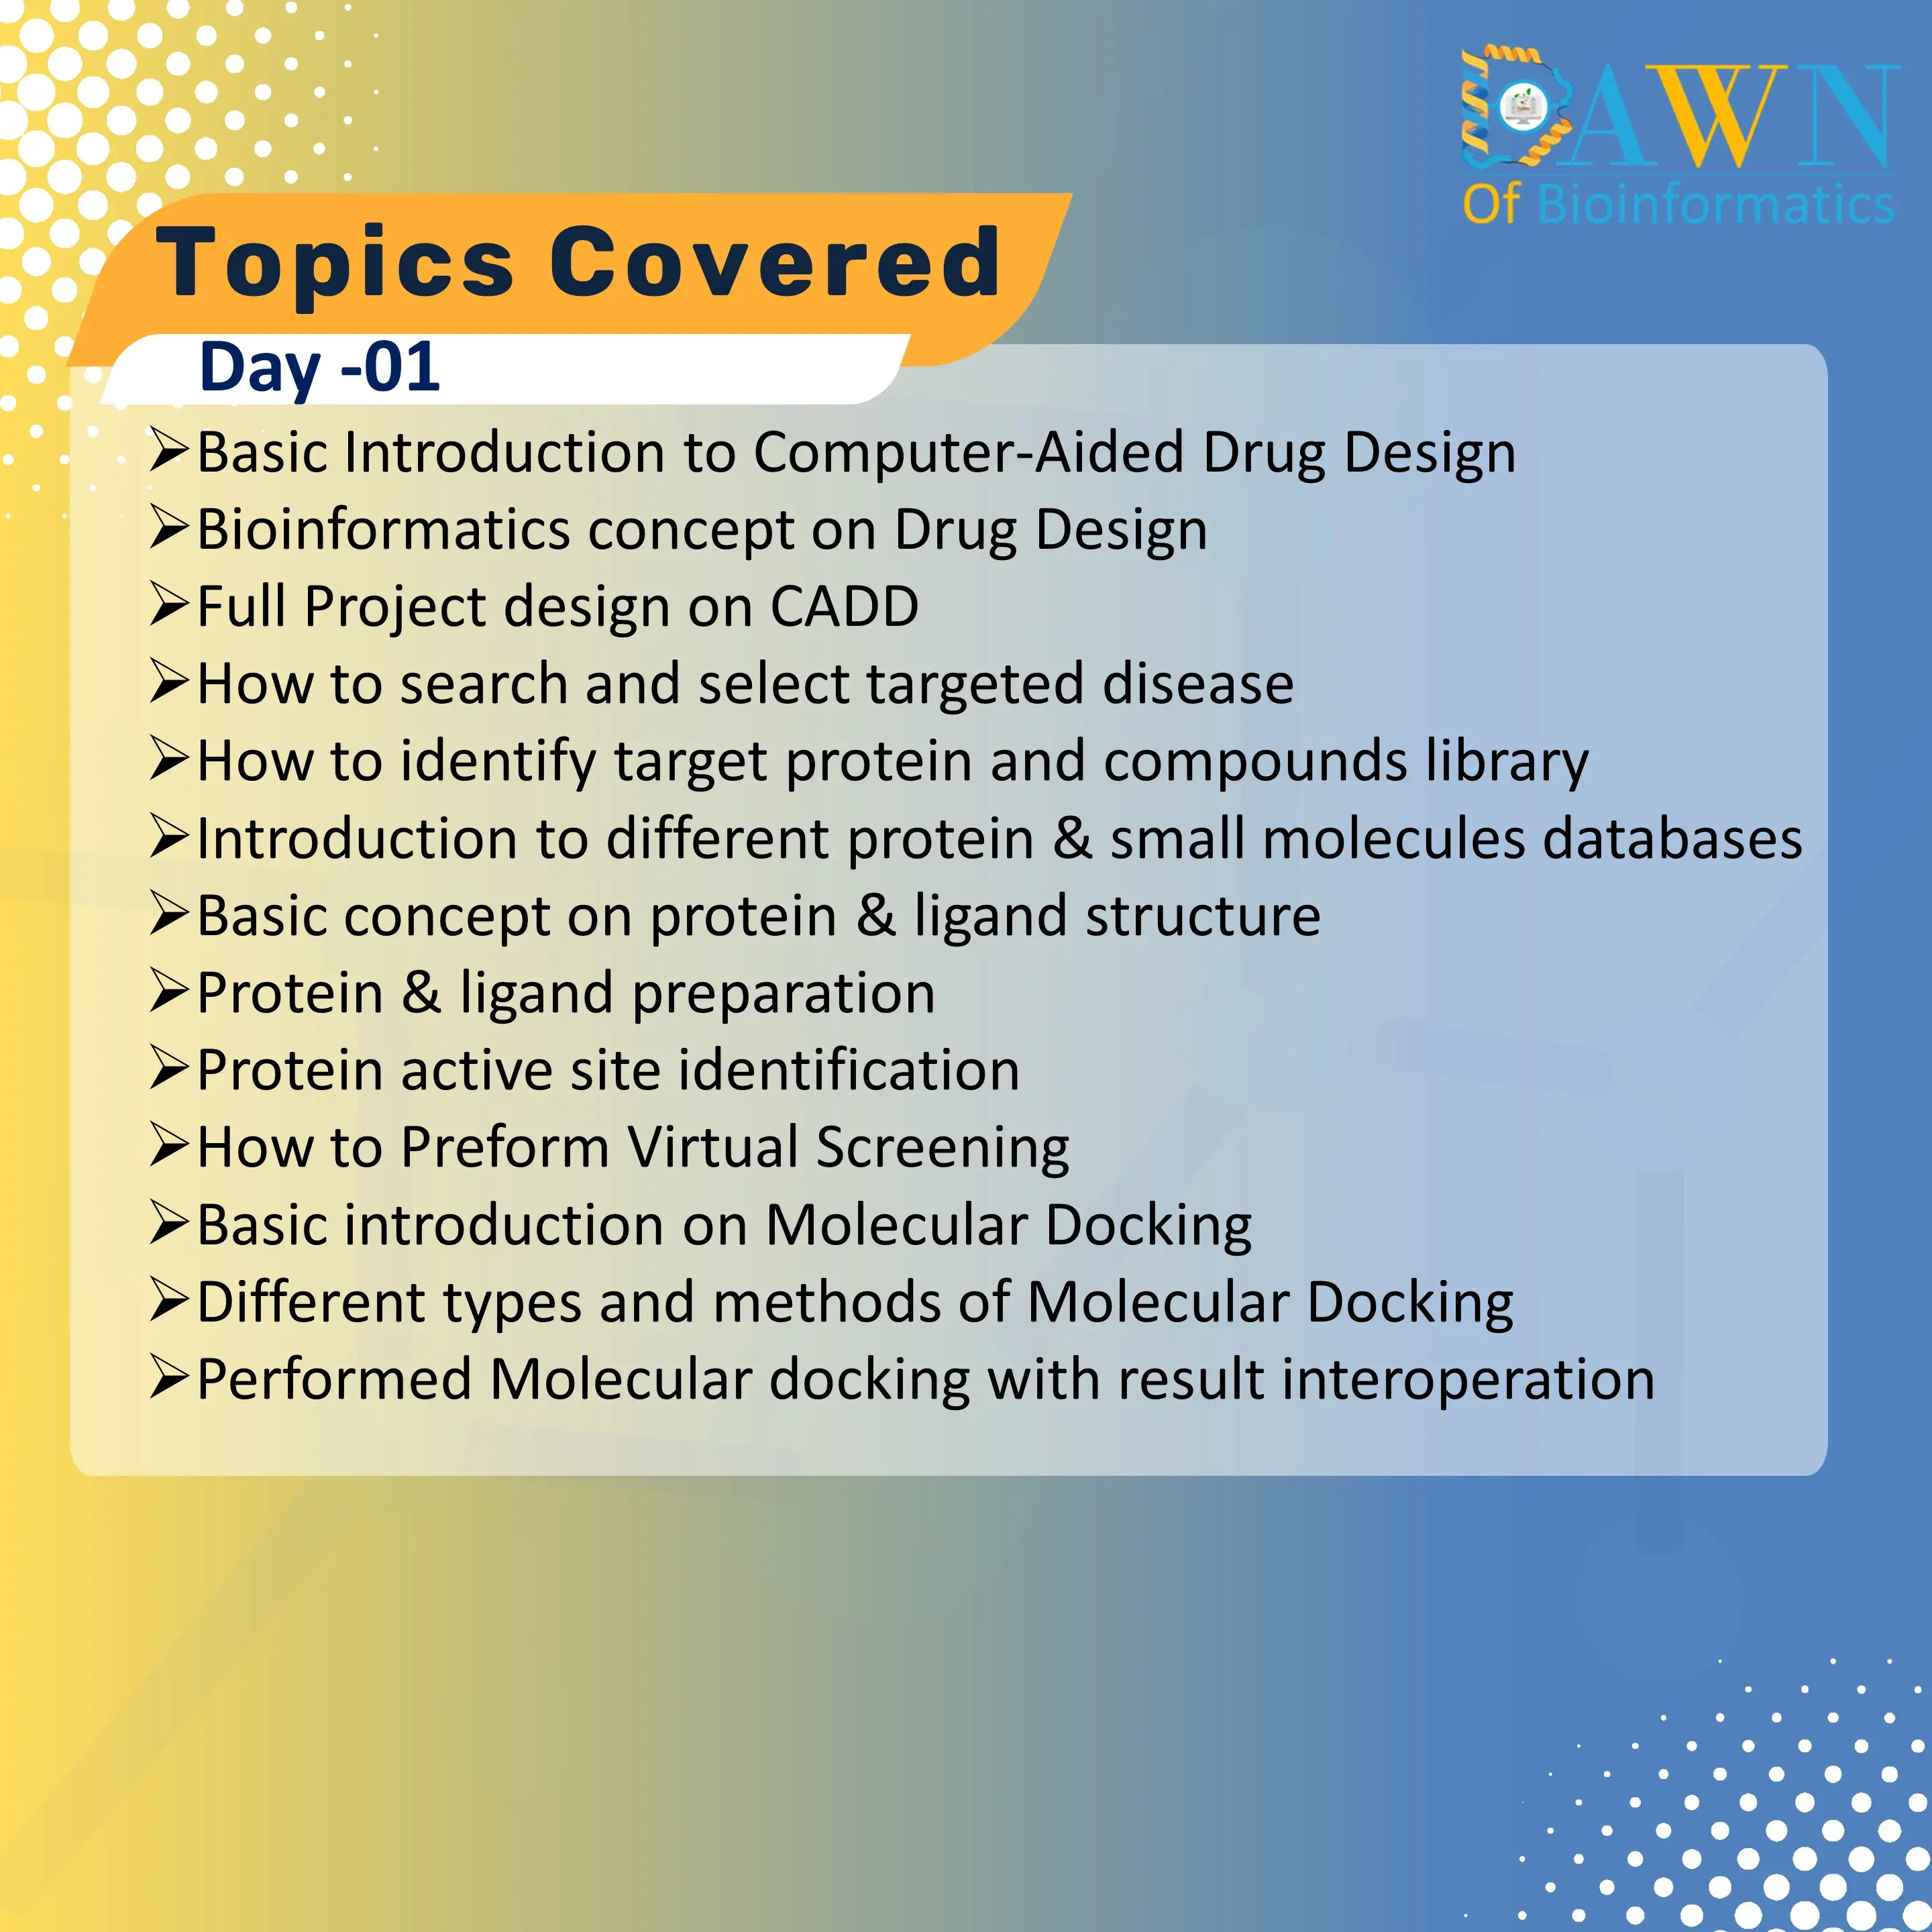 DAWN
Of Bioinformatics
Topics Covered
Day -01
➢Basic Introduction to Computer-Aided Drug Design
➢Bioinformatics concept on Drug Design
➢Full Project design on CADD
➢How to search and select targeted disease
➢How to identify target protein and compounds library
➢Introduction to different protein & small molecules databases
➢Basic concept on protein & ligand structure
➢Protein & ligand preparation
➢Protein active site identification
➢How to Preform Virtual Screening
➢Basic introduction on Molecular Docking
➢Different types and methods of Molecular Docking
➢Performed Molecular docking with result interoperation